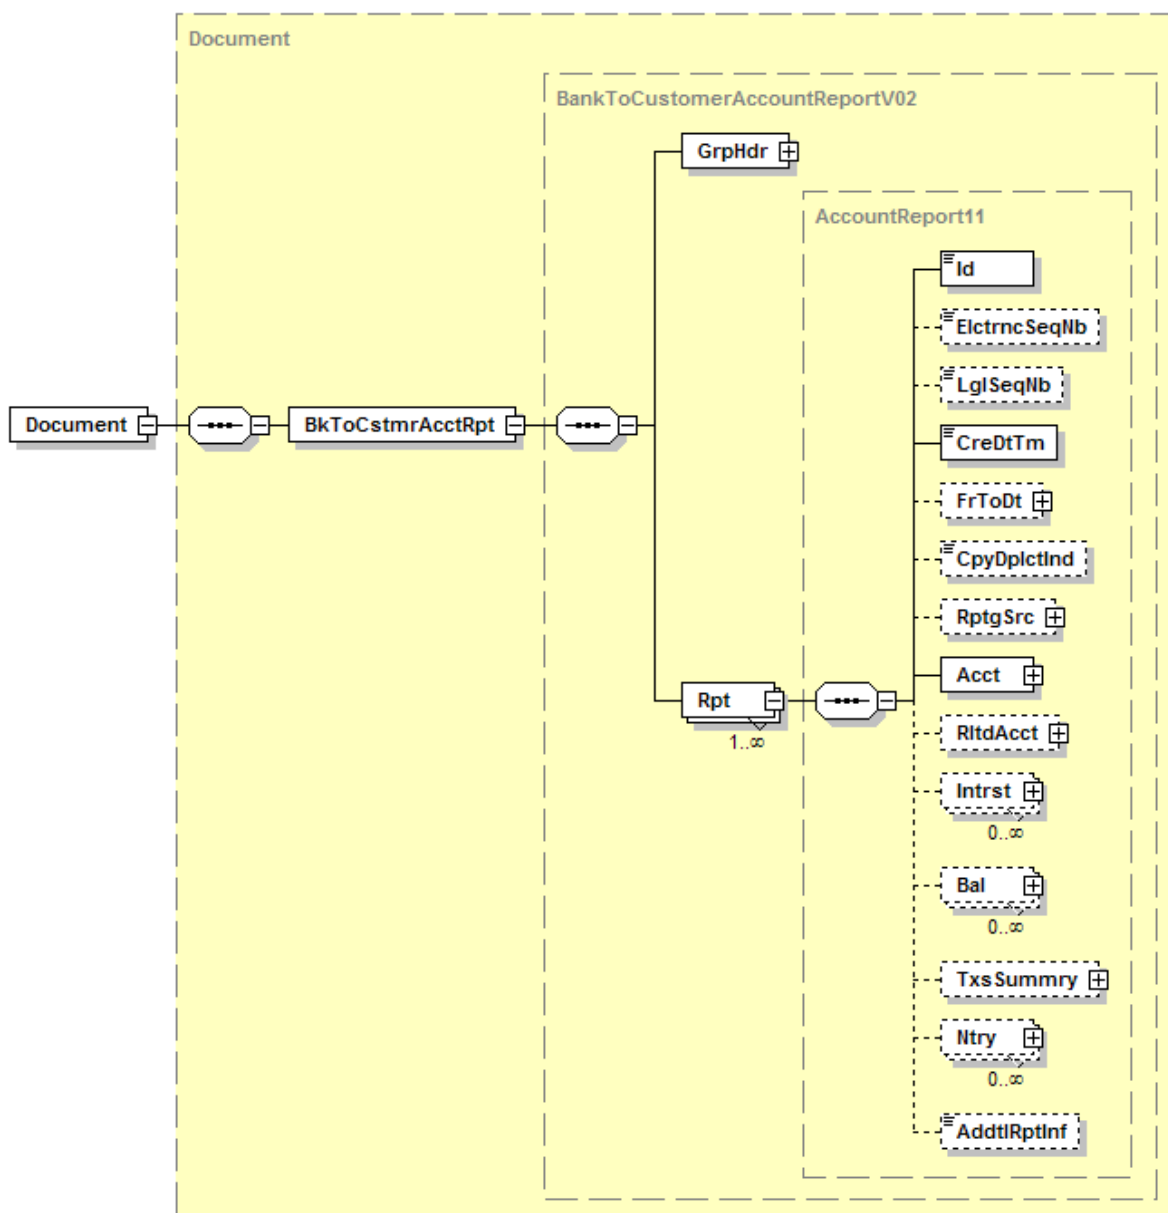 Document
BankToCustomerAccountReportV02
GrpHdr
AccountReport11
Id
ElctrncSeqNb
LglSeqNb
Document
BkToCstmrAcctRpt
CreDtTm
FrToDt
CpyDplctInd
RptgSrc
Acct
Rpt
1..∞
RltdAcct
Intrst
0..∞
Bal
0..∞
TxsSummry
Ntry
0..∞
AddtlRptInf